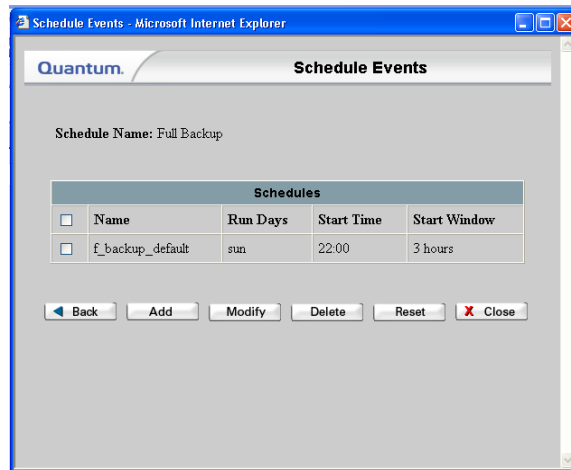 Schedule Events - Microsoft Internet Explorer
Quantum. Schedule Events
Schedule Name: Full Backup
Schedules
Name Run Days Start Time Start Window
f_backup_default sun 22:00 3 hours
Back Add Modify Delete Reset X Close